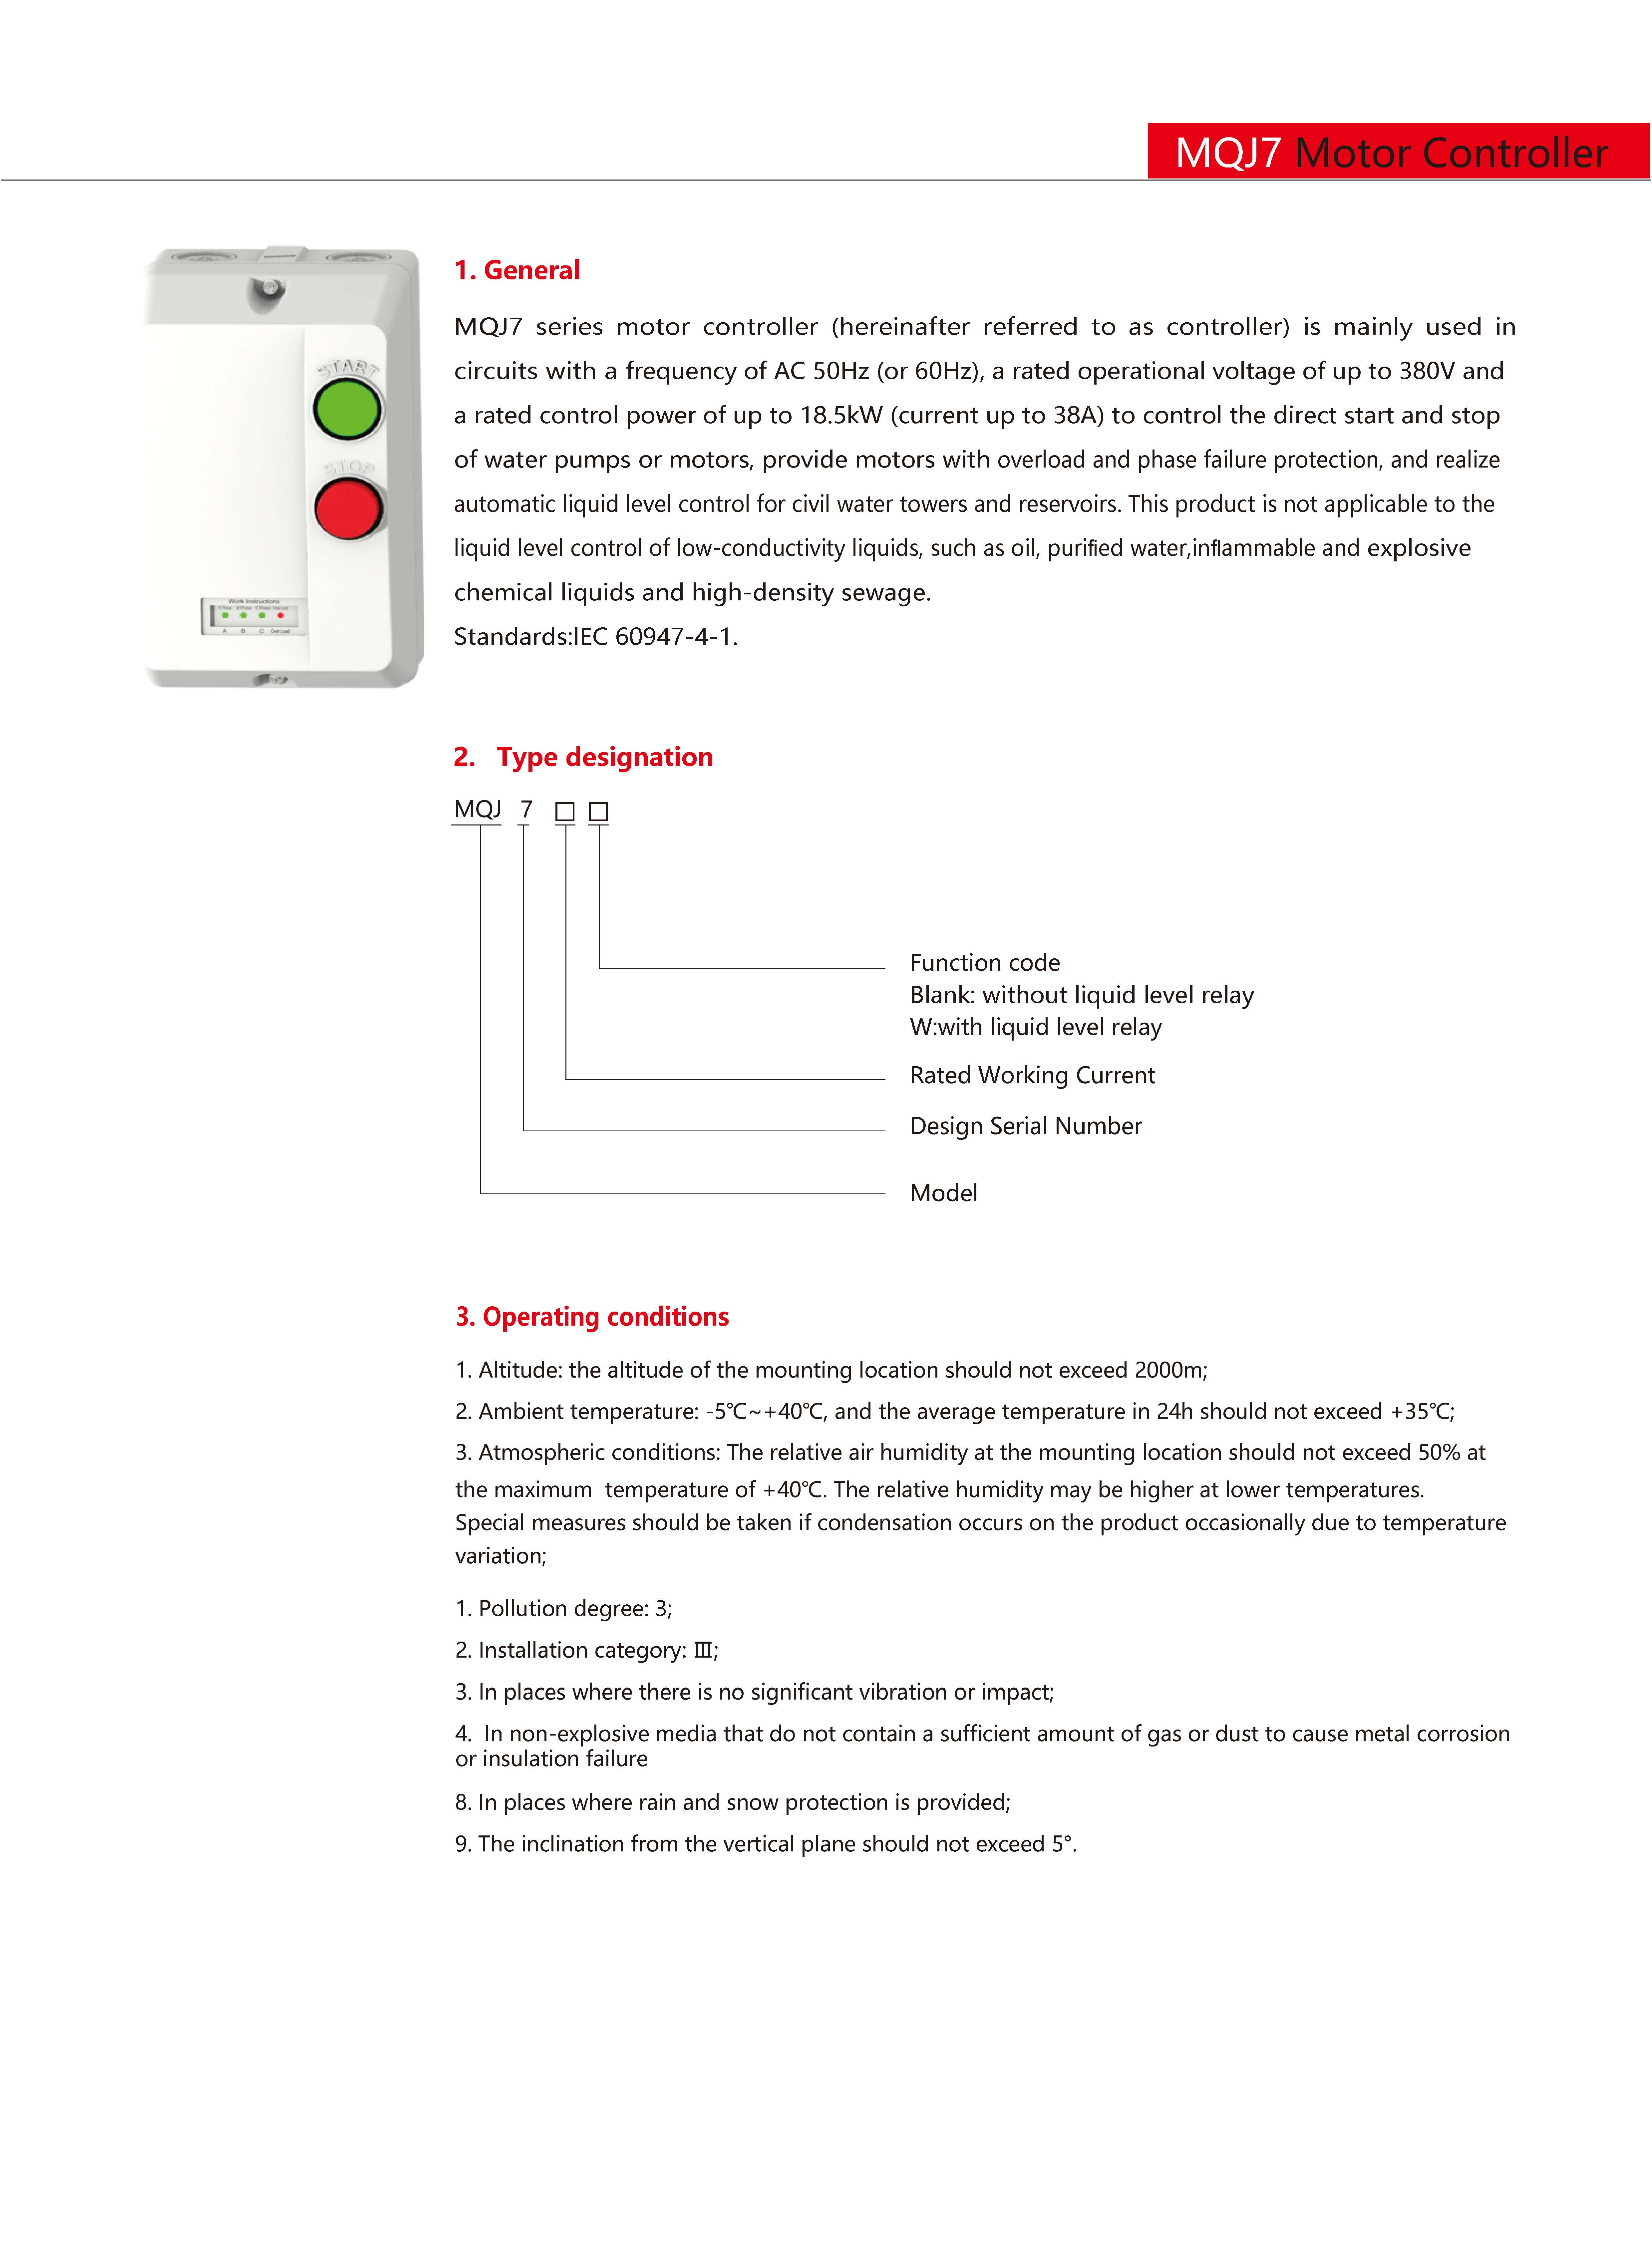 MQJ7 Motor Controller
START
STOP
Work Instructions
A B C Over Load
1. General
MQJ7 series motor controller (hereinafter referred to as controller) is mainly used in
circuits with a frequency of AC 50Hz (or 60Hz), a rated operational voltage of up to 380V and
a rated control power of up to 18.5kW (current up to 38A) to control the direct start and stop
of water pumps or motors, provide motors with overload and phase failure protection, and realize
automatic liquid level control for civil water towers and reservoirs. This product is not applicable to the
liquid level control of low-conductivity liquids, such as oil, purified water,inflammable and explosive
chemical liquids and high-density sewage.
Standards:lEC 60947-4-1.
2. Type designation
MQJ 7 □ □
Function code
Blank: without liquid level relay
W:with liquid level relay
Rated Working Current
Design Serial Number
Model
3. Operating conditions
1. Altitude: the altitude of the mounting location should not exceed 2000m;
2. Ambient temperature: -5℃~+40℃, and the average temperature in 24h should not exceed +35℃;
3. Atmospheric conditions: The relative air humidity at the mounting location should not exceed 50% at
the maximum temperature of +40℃. The relative humidity may be higher at lower temperatures.
Special measures should be taken if condensation occurs on the product occasionally due to temperature
variation;
1. Pollution degree: 3;
2. Installation category: Ⅲ;
3. In places where there is no significant vibration or impact;
4. In non-explosive media that do not contain a sufficient amount of gas or dust to cause metal corrosion
or insulation failure
8. In places where rain and snow protection is provided;
9. The inclination from the vertical plane should not exceed 5°.